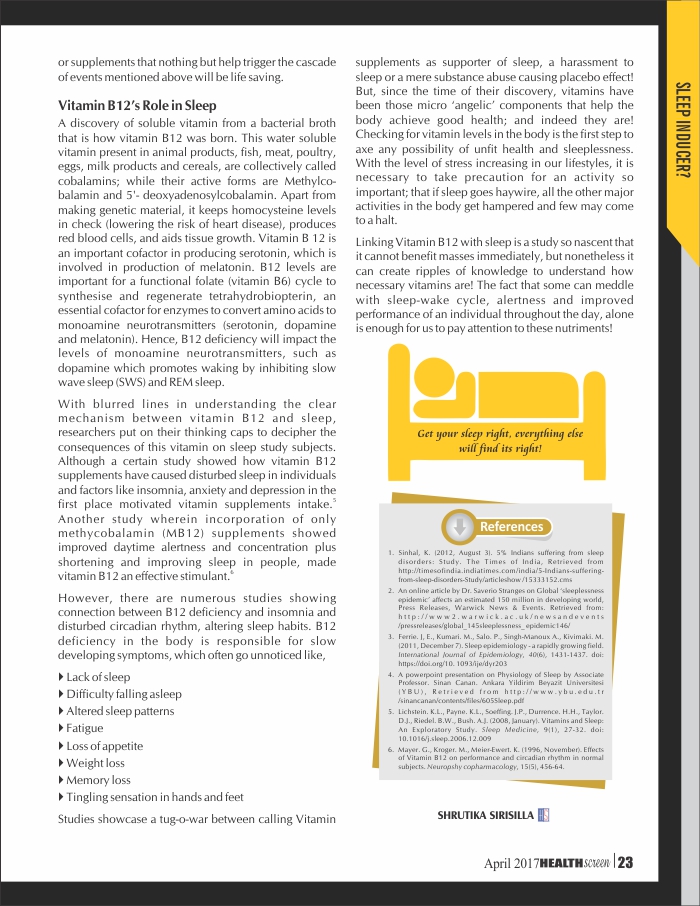 or supplements that nothing but help trigger the cascade
of events mentioned above will be life saving.
Vitamin B12's Role in Sleep
A discovery of soluble vitamin from a bacterial broth
that is how vitamin B12 was born. This water soluble
vitamin present in animal products, fish, meat, poultry,
eggs, milk products and cereals, are collectively called
cobalamins; while their active forms are Methylco-
balamin and 5'- deoxyadenosylcobalamin. Apart from
making genetic material, it keeps homocysteine levels
in check (lowering the risk of heart disease), produces
red blood cells, and aids tissue growth. Vitamin B 12 is
an important cofactor in producing serotonin, which is
involved in production of melatonin. B12 levels are
important for a functional folate (vitamin B6) cycle to
synthesise and regenerate tetrahydrobiopterin, an
essential cofactor for enzymes to convert amino acids to
monoamine neurotransmitters (serotonin, dopamine
and melatonin). Hence, B12 deficiency will impact the
levels of monoamine neurotransmitters, such as
dopamine which promotes waking by inhibiting slow
wave sleep (SWS) and REM sleep.
With blurred lines in understanding the clear
mechanism between vitamin B12 and sleep,
researchers put on their thinking caps to decipher the
consequences of this vitamin on sleep study subjects.
Although a certain study showed how vitamin B12
supplements have caused disturbed sleep in individuals
and factors like insomnia, anxiety and depression in the
first place motivated vitamin supplements intake.5
Another study wherein incorporation of only
methycobalamin (MB12) supplements showed
improved daytime alertness and concentration plus
shortening and improving sleep in people, made
vitamin B12 an effective stimulant.6
However, there are numerous studies showing
connection between B12 deficiency and insomnia and
disturbed circadian rhythm, altering sleep habits. B12
deficiency in the body is responsible for slow
developing symptoms, which often go unnoticed like,
Lack of sleep
Difficulty falling asleep
Altered sleep patterns
Fatigue
Loss of appetite
Weight loss
Memory loss
Tingling sensation in hands and feet
Studies showcase a tug-o-war between calling Vitamin
supplements as supporter of sleep, a harassment to
sleep or a mere substance abuse causing placebo effect!
But, since the time of their discovery, vitamins have
been those micro 'angelic' components that help the
body achieve good health; and indeed they are!
Checking for vitamin levels in the body is the first step to
axe any possibility of unfit health and sleeplessness.
With the level of stress increasing in our lifestyles, it is
necessary to take precaution for an activity so
important; that if sleep goes haywire, all the other major
activities in the body get hampered and few may come
to a halt.
Linking Vitamin B12 with sleep is a study so nascent that
it cannot benefit masses immediately, but nonetheless it
can create ripples of knowledge to understand how
necessary vitamins are! The fact that some can meddle
with sleep-wake cycle, alertness and improved
performance of an individual throughout the day, alone
is enough for us to pay attention to these nutriments!
Get your sleep right, everything else
will find its right!
References
1. Sinhal, K. (2012, August 3). 5% Indians suffering from sleep
disorders: Study. The Times of India, Retrieved from
http://timesofindia.indiatimes.com/india/5-Indians-suffering-
from-sleep-disorders-Study/articleshow/15333152.cms
2. An online article by Dr. Saverio Stranges on Global 'sleeplessness
epidemic' affects an estimated 150 million in developing world,
Press Releases, Warwick News & Events. Retrieved from:
http://www2.warwick.ac.uk/newsandevents
/pressreleases/global_145sleeplessness_epidemic146/
3. Ferrie. J, E., Kumari. M., Salo. P., Singh-Manoux A., Kivimaki. M.
(2011, December 7). Sleep epidemiology - a rapidly growing field.
International Journal of Epidemiology, 40(6), 1431-1437. doi:
https://doi.org/10. 1093/ije/dyr203
4. A powerpoint presentation on Physiology of Sleep by Associate
Professor. Sinan Canan. Ankara Yildirim Beyazit Universitesi
(YBU), Retrieved from http://www.ybu.edu.tr
/sinancanan/contents/files/605Sleep.pdf
5. Lichstein. K.L., Payne. K.L., Soeffing. J.P., Durrence. H.H., Taylor.
D.J., Riedel. B.W., Bush. A.J. (2008, January). Vitamins and Sleep:
An Exploratory Study. Sleep Medicine, 9(1), 27-32. doi:
10.1016/j.sleep.2006.12.009
6. Mayer. G., Kroger. M., Meier-Ewert. K. (1996, November). Effects
of Vitamin B12 on performance and circadian rhythm in normal
subjects. Neuropshy copharmacology, 15(5), 456-64.
SHRUTIKA SIRISILLA
April 2017 HEALTHscreen | 23
SLEEP INDUCER?